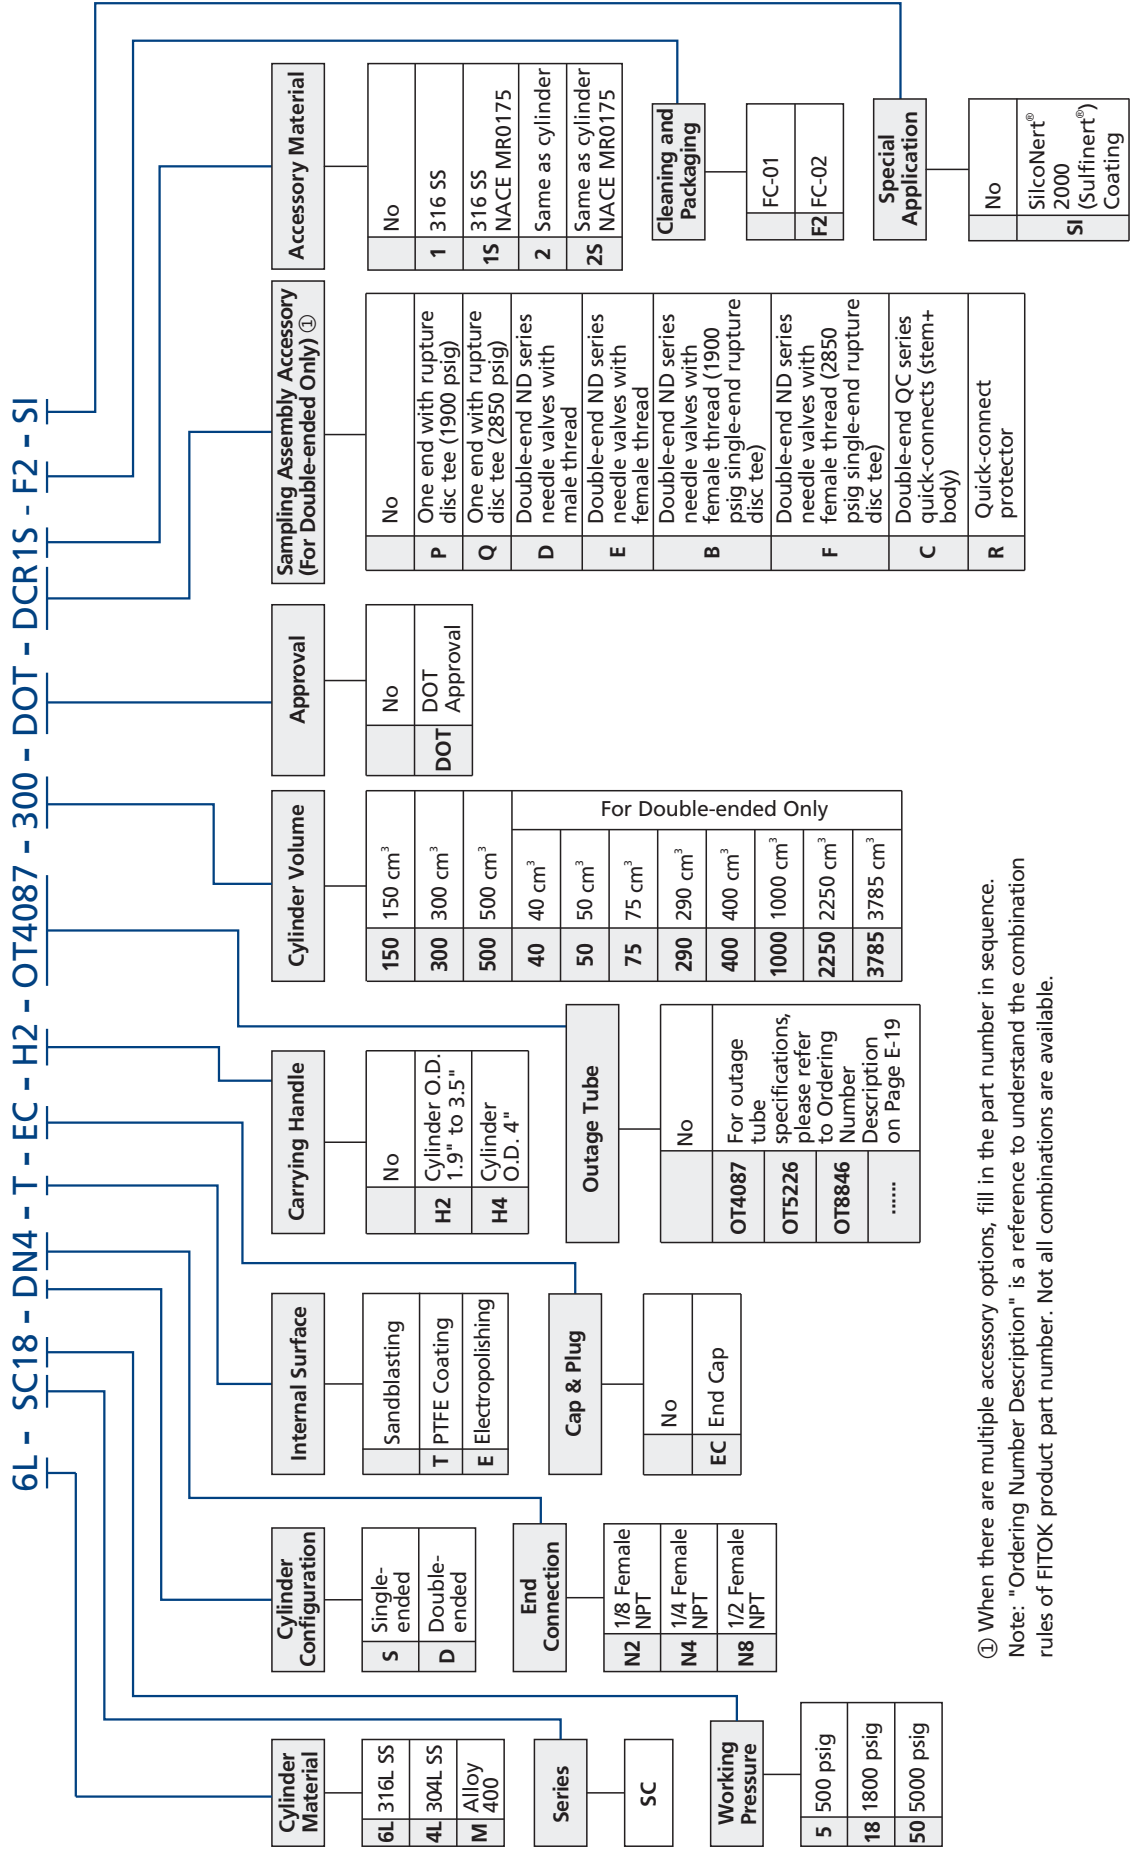 6L - SC18 - DN4 - T - EC - H2 - OT4087 - 300 - DOT - DCR1S - F2 - SI
Cylinder
Material
6L 316L SS
4L 304L SS
M Alloy
400
Series
SC
Working
Pressure
5 500 psig
18 1800 psig
50 5000 psig
Cylinder
Configuration
S Single-
ended
D Double-
ended
End
Connection
N2 1/8 Female
NPT
N4 1/4 Female
NPT
N8 1/2 Female
NPT
Internal Surface
Sandblasting
T PTFE Coating
E Electropolishing
Cap & Plug
No
EC End Cap
Carrying Handle
No
H2 Cylinder O.D.
1.9" to 3.5"
H4 Cylinder
O.D. 4"
Outage Tube
No
OT4087
OT5226
OT8846
......
For outage
tube
specifications,
please refer
to Ordering
Number
Description
on Page E-19
Cylinder Volume
150 150 cm³
300 300 cm³
500 500 cm³
40 40 cm³
50 50 cm³
75 75 cm³
290 290 cm³
400 400 cm³
1000 1000 cm³
2250 2250 cm³
3785 3785 cm³
For Double-ended Only
Approval
No
DOT DOT
Approval
Sampling Assembly Accessory
(For Double-ended Only) ①
No
P One end with rupture
disc tee (1900 psig)
Q One end with rupture
disc tee (2850 psig)
D Double-end ND series
needle valves with
male thread
E Double-end ND series
needle valves with
female thread
B Double-end ND series
needle valves with
female thread (1900
psig single-end rupture
disc tee)
F Double-end ND series
needle valves with
female thread (2850
psig single-end rupture
disc tee)
C Double-end QC series
quick-connects (stem+
body)
R Quick-connect
protector
Accessory Material
No
1 316 SS
1S 316 SS
NACE MR0175
2 Same as cylinder
2S Same as cylinder
NACE MR0175
Cleaning and
Packaging
FC-01
F2 FC-02
Special
Application
No
SI SilcoNert®
2000
(Sulfinert®)
Coating
① When there are multiple accessory options, fill in the part number in sequence.
Note: "Ordering Number Description" is a reference to understand the combination
rules of FITOK product part number. Not all combinations are available.